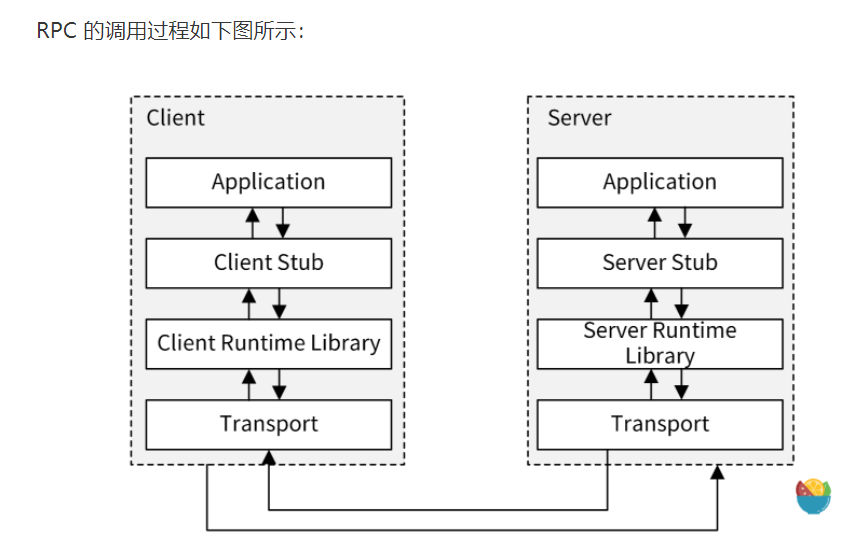 RPC 的调用过程如下图所示：
Client
Server
Application
Application
Client Stub
Server Stub
Client Runtime Library
Server Runtime
Library
Transport
Transport